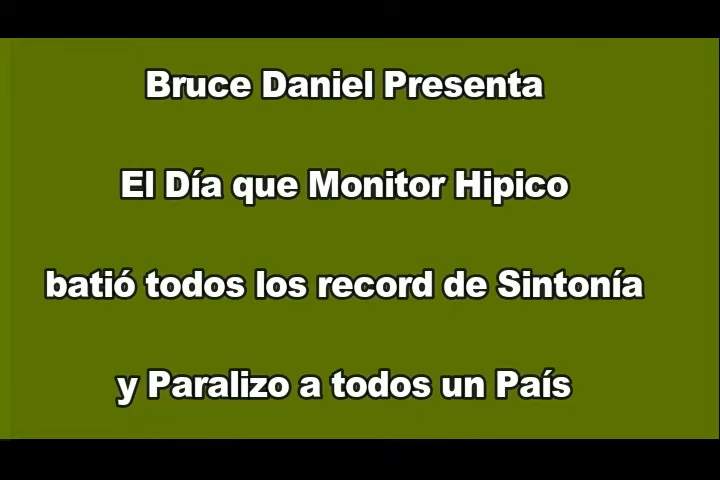 Bruce Daniel Presenta
El Día que Monitor Hipico
batió todos los record de Sintonía
y Paralizo a todos un País